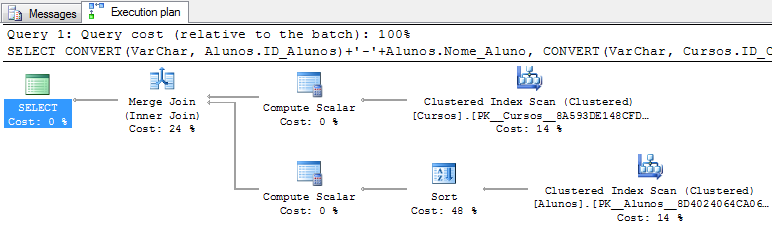 Messages
Execution plan
Query 1: Query cost (relative to the batch): 100%
SELECT CONVERT(VarChar, Alunos.ID_Alunos)+'-'+Alunos.Nome_Aluno, CONVERT(VarChar, Cursos.ID_C
SELECT
Cost: 0 %
Merge Join
(Inner Join)
Cost: 24 %
Compute Scalar
Cost: 0 %
Clustered Index Scan (Clustered)
[Cursos].[PK__Cursos__8A593DE148CFD…
Cost: 14 %
Compute Scalar
Cost: 0 %
Sort
Cost: 48 %
Clustered Index Scan (Clustered)
[Alunos].[PK__Alunos__8D4024064CA06…
Cost: 14 %